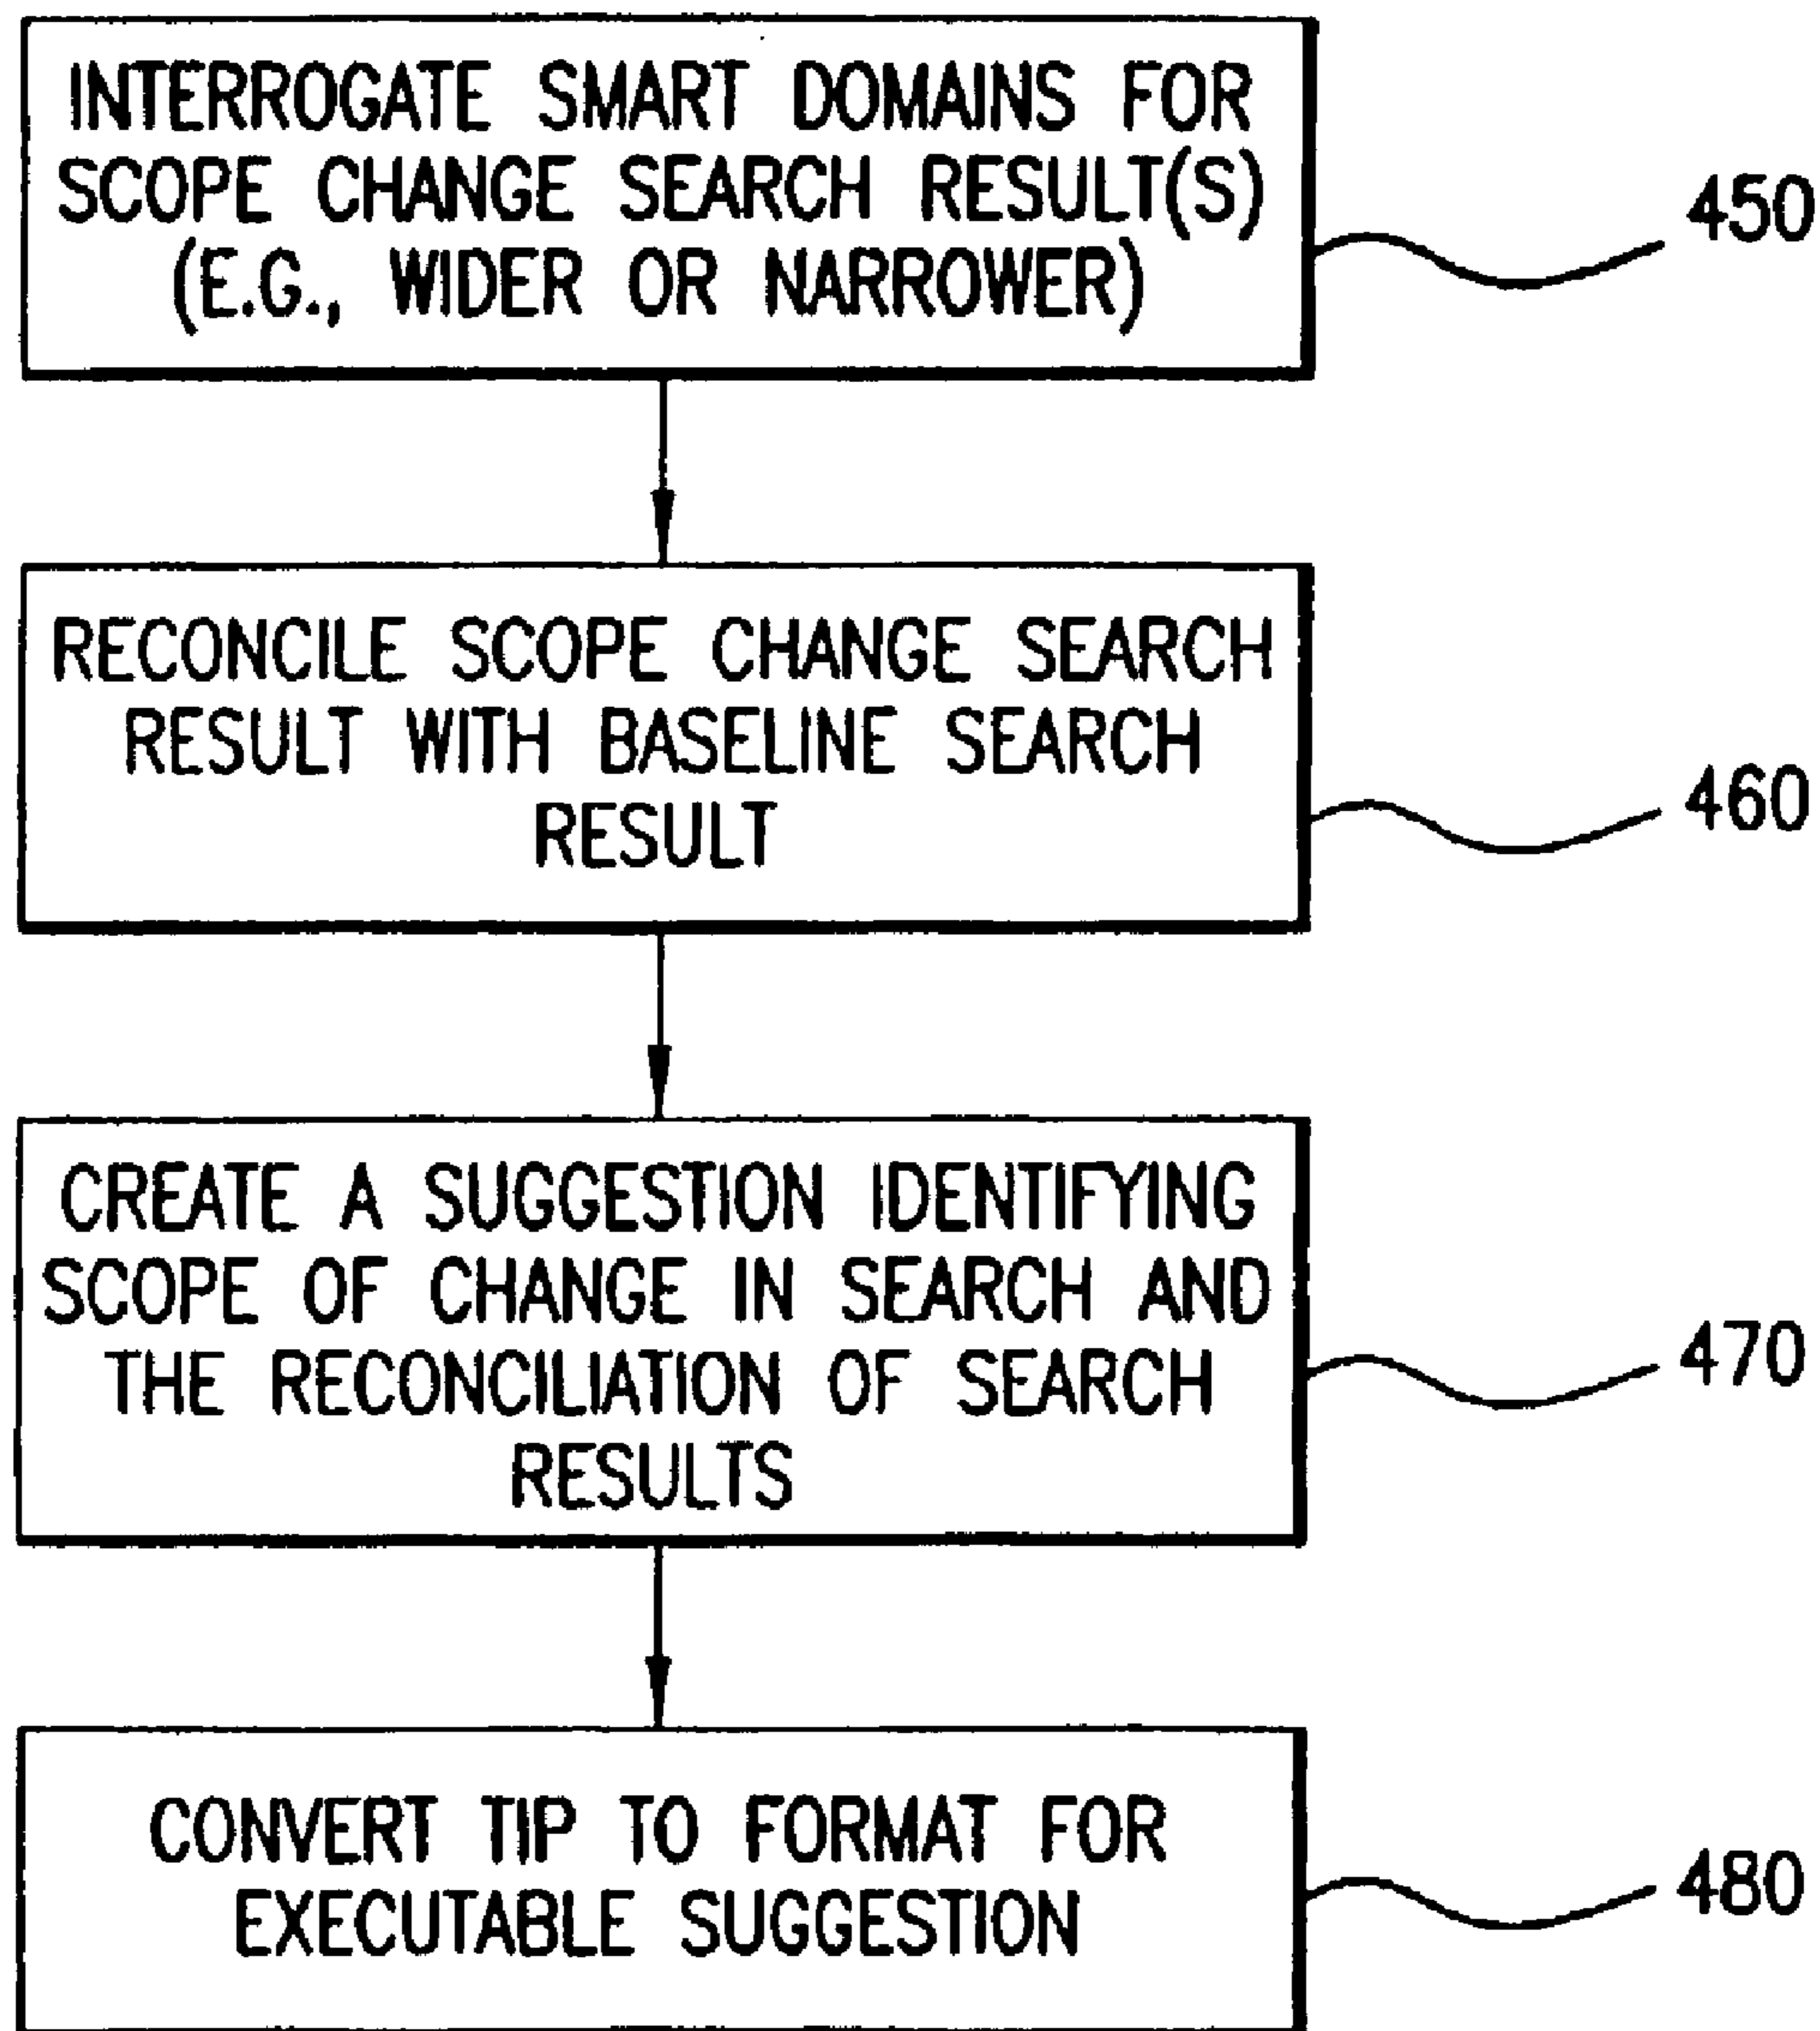 INTERROGATE SMART DOMAINS FOR
SCOPE CHANGE SEARCH RESULT(S)
(E.G., WIDER OR NARROWER)
450
RECONCILE SCOPE CHANGE SEARCH
RESULT WITH BASELINE SEARCH
RESULT
460
CREATE A SUGGESTION IDENTIFYING
SCOPE OF CHANGE IN SEARCH AND
THE RECONCILIATION OF SEARCH
RESULTS
470
CONVERT TIP TO FORMAT FOR
EXECUTABLE SUGGESTION
480